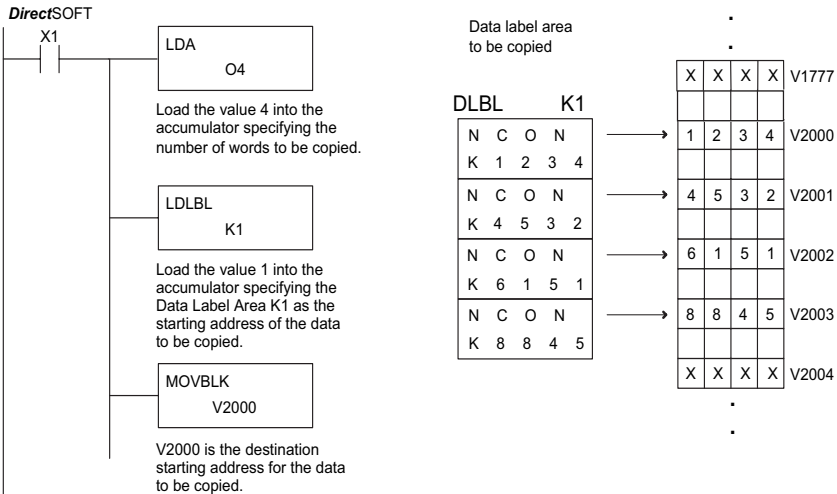 DirectSOFT
X1
LDA
O4
Load the value 4 into the
accumulator specifying the
number of words to be copied.
LDLBL
K1
Load the value 1 into the
accumulator specifying the
Data Label Area K1 as the
starting address of the data
to be copied.
MOVBLK
V2000
V2000 is the destination
starting address for the data
to be copied.
Data label area
to be copied
DLBL K1
N C O N
K 1 2 3 4
N C O N
K 4 5 3 2
N C O N
K 6 1 5 1
N C O N
K 8 8 4 5
X X X X V1777
1 2 3 4 V2000
4 5 3 2 V2001
6 1 5 1 V2002
8 8 4 5 V2003
X X X X V2004